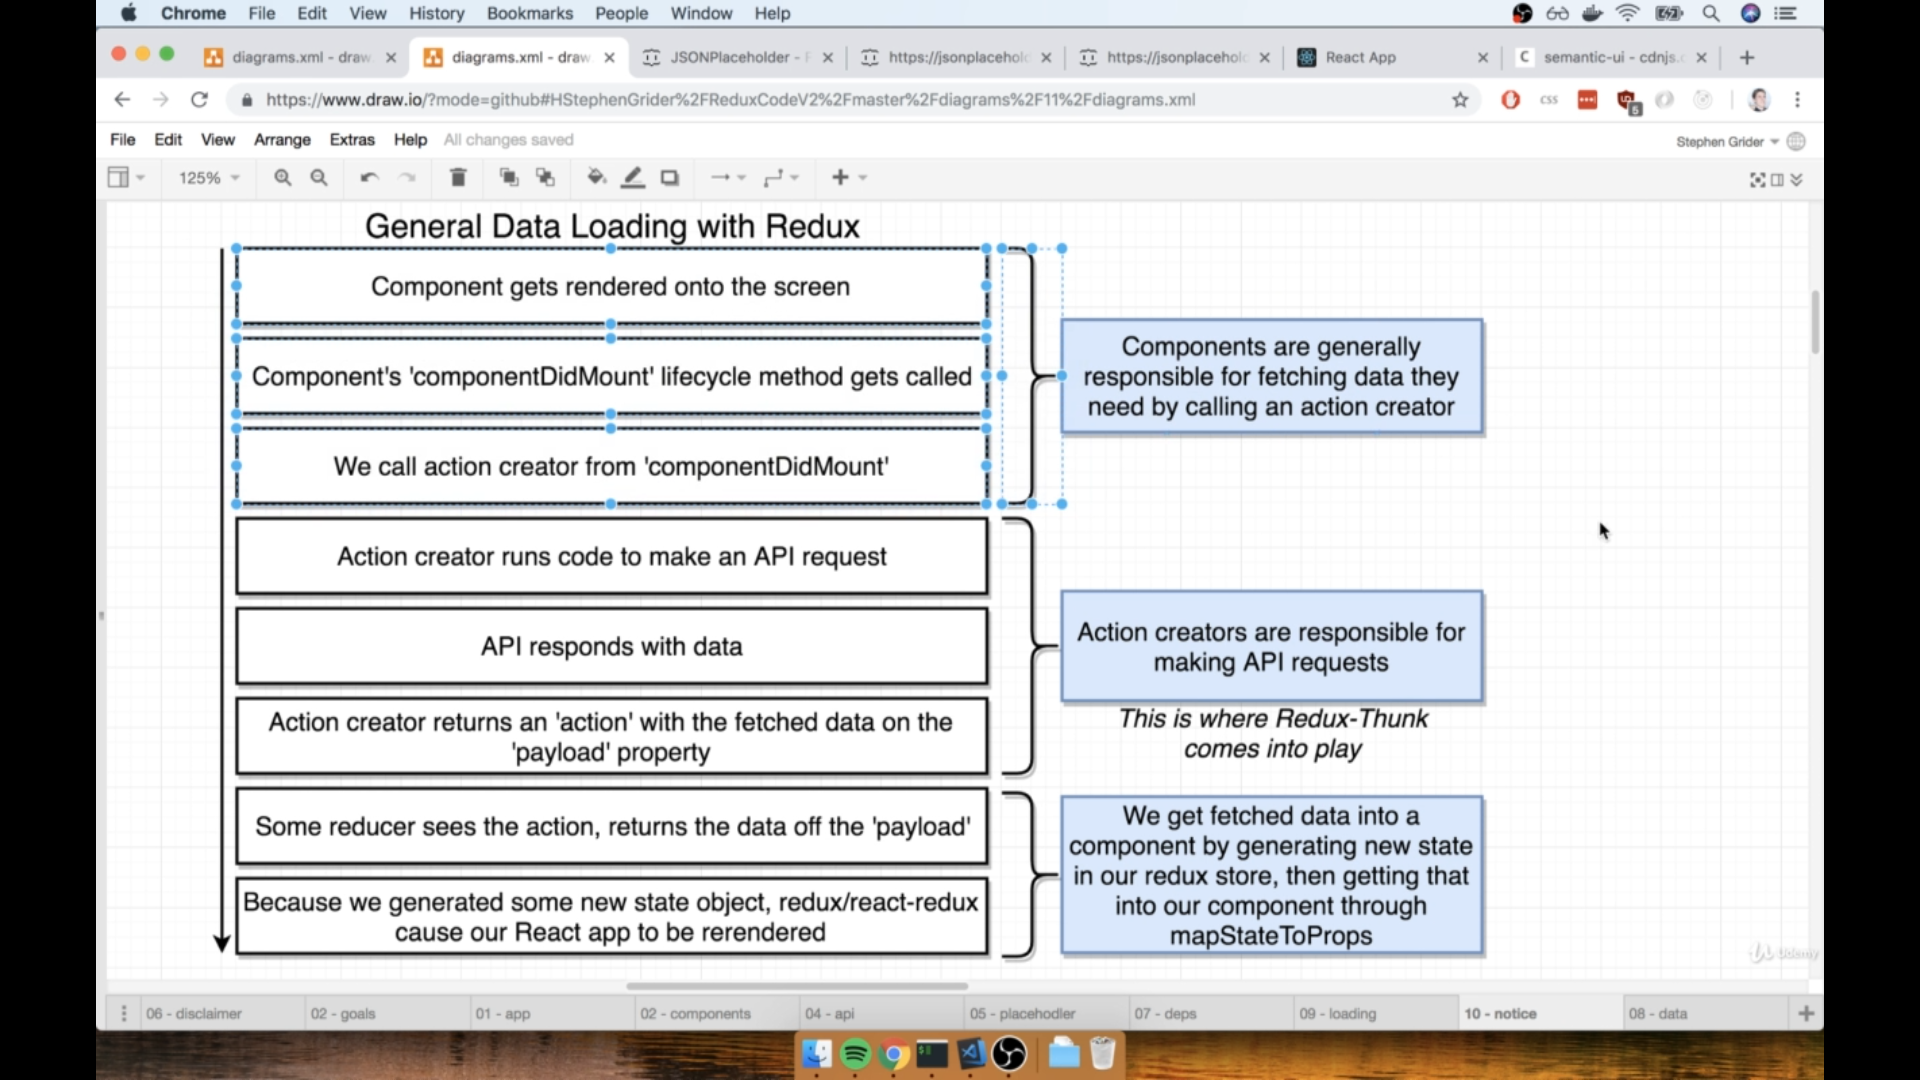 Chrome File Edit View History Bookmarks People Window Help
diagrams.xml - draw. diagrams.xml - draw. JSONPlaceholder - F https://jsonplacehol https://jsonplacehol React App semantic-ui - cdnjs.c
https://www.draw.io/?mode=github#HStephenGrider%2FReduxCodeV2%2Fmaster%2Fdiagrams%2F11%2Fdiagrams.xml
css
5
File Edit View Arrange Extras Help All changes saved
Stephen Grider
125%
General Data Loading with Redux
Component gets rendered onto the screen
Component's 'componentDidMount' lifecycle method gets called
We call action creator from 'componentDidMount'
Components are generally
responsible for fetching data they
need by calling an action creator
Action creator runs code to make an API request
API responds with data
Action creator returns an 'action' with the fetched data on the
'payload' property
Action creators are responsible for
making API requests
This is where Redux-Thunk
comes into play
Some reducer sees the action, returns the data off the 'payload'
Because we generated some new state object, redux/react-redux
cause our React app to be rerendered
We get fetched data into a
component by generating new state
in our redux store, then getting that
into our component through
mapStateToProps
Udemy
06 - disclaimer 02 - goals 01 - app 02 - components 04 - api 05 - placehodler 07 - deps 09 - loading 10 - notice 08 - data